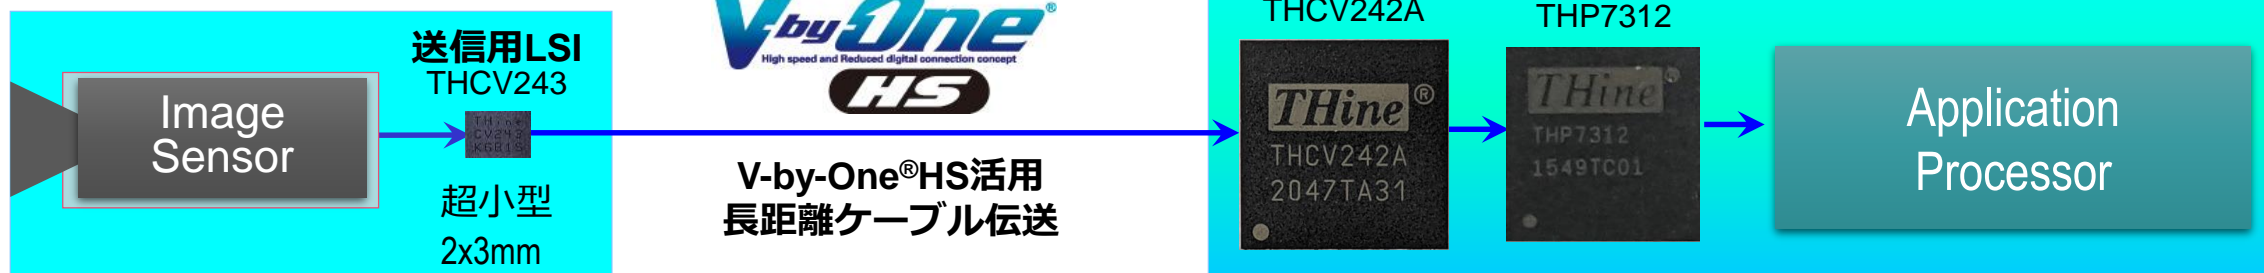 Image
Sensor
送信用LSI
THCV243
THine
CV243
超小型
2x3mm
V-by-One®
High speed and Reduced digital connection concept
HS
V-by-One®HS活用
長距離ケーブル伝送
THCV242A
THine®
THCV242A
2047TA31
THP7312
THine
THP7312
1549TC01
Application
Processor